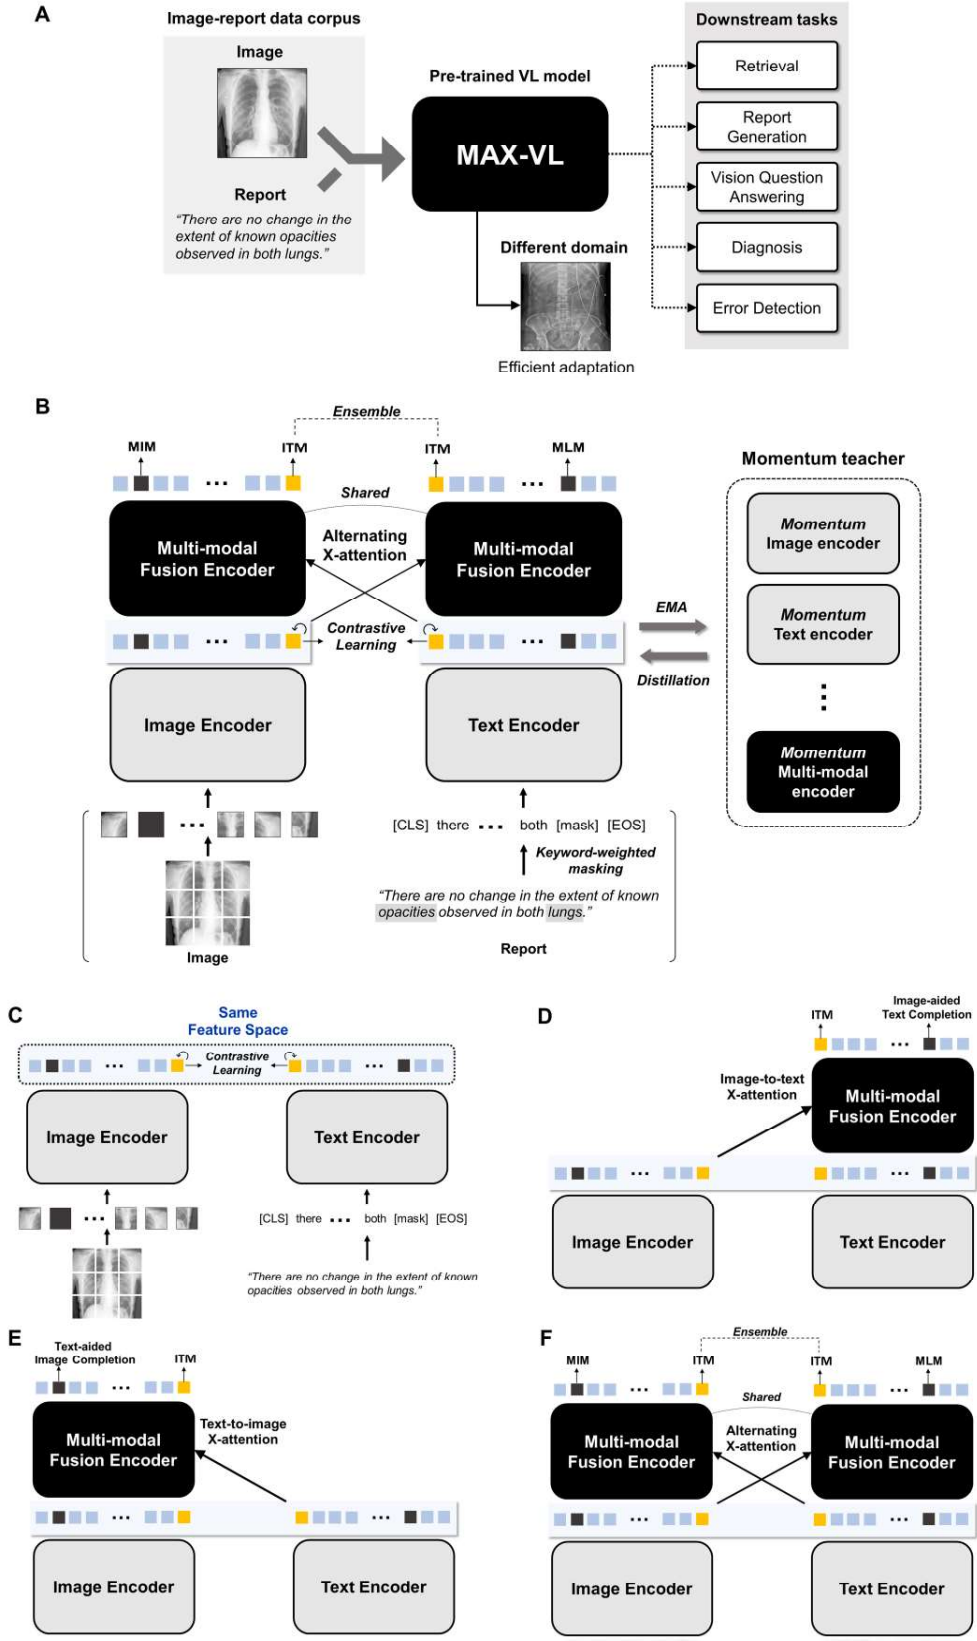 A
Image-report data corpus
Image
Report
“There are no change in the
extent of known opacities
observed in both lungs.”
Pre-trained VL model
MAX-VL
Different domain
Efficient adaptation
Downstream tasks
Retrieval
Report
Generation
Vision Question
Answering
Diagnosis
Error Detection
B
Ensemble
MIM
ITM
ITM
MLM
Shared
Multi-modal
Fusion Encoder
Alternating
X-attention
Multi-modal
Fusion Encoder
Contrastive
Learning
Image Encoder
Text Encoder
[CLS] there ... both [mask] [EOS]
Keyword-weighted
masking
“There are no change in the extent of known
opacities observed in both lungs.”
Image
Report
EMA
Distillation
Momentum teacher
Momentum
Image encoder
Momentum
Text encoder
Momentum
Multi-modal
encoder
C
Same
Feature Space
Contrastive
Learning
Image Encoder
Text Encoder
[CLS] there ... both [mask] [EOS]
“There are no change in the extent of known
opacities observed in both lungs.”
D
ITM
Image-aided
Text Completion
Image-to-text
X-attention
Multi-modal
Fusion Encoder
Image Encoder
Text Encoder
E
Text-aided
Image Completion
ITM
Multi-modal
Fusion Encoder
Text-to-image
X-attention
Image Encoder
Text Encoder
F
Ensemble
MIM
ITM
ITM
MLM
Shared
Multi-modal
Fusion Encoder
Alternating
X-attention
Multi-modal
Fusion Encoder
Image Encoder
Text Encoder